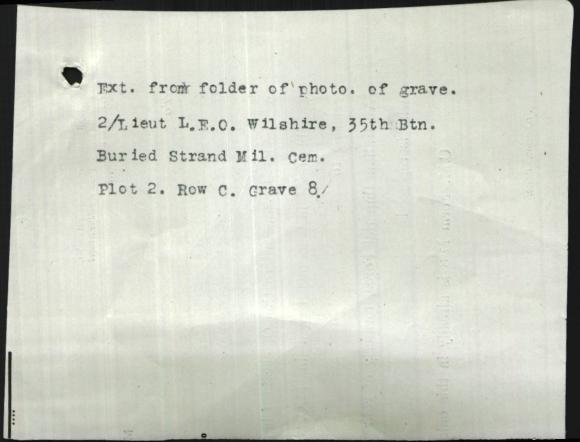 Ext. from folder of photo. of grave.
2/Lieut L.E.O. Wilshire, 35th Btn.
Buried Strand Mil. Cem.
Plot 2. Row C. Grave 8/